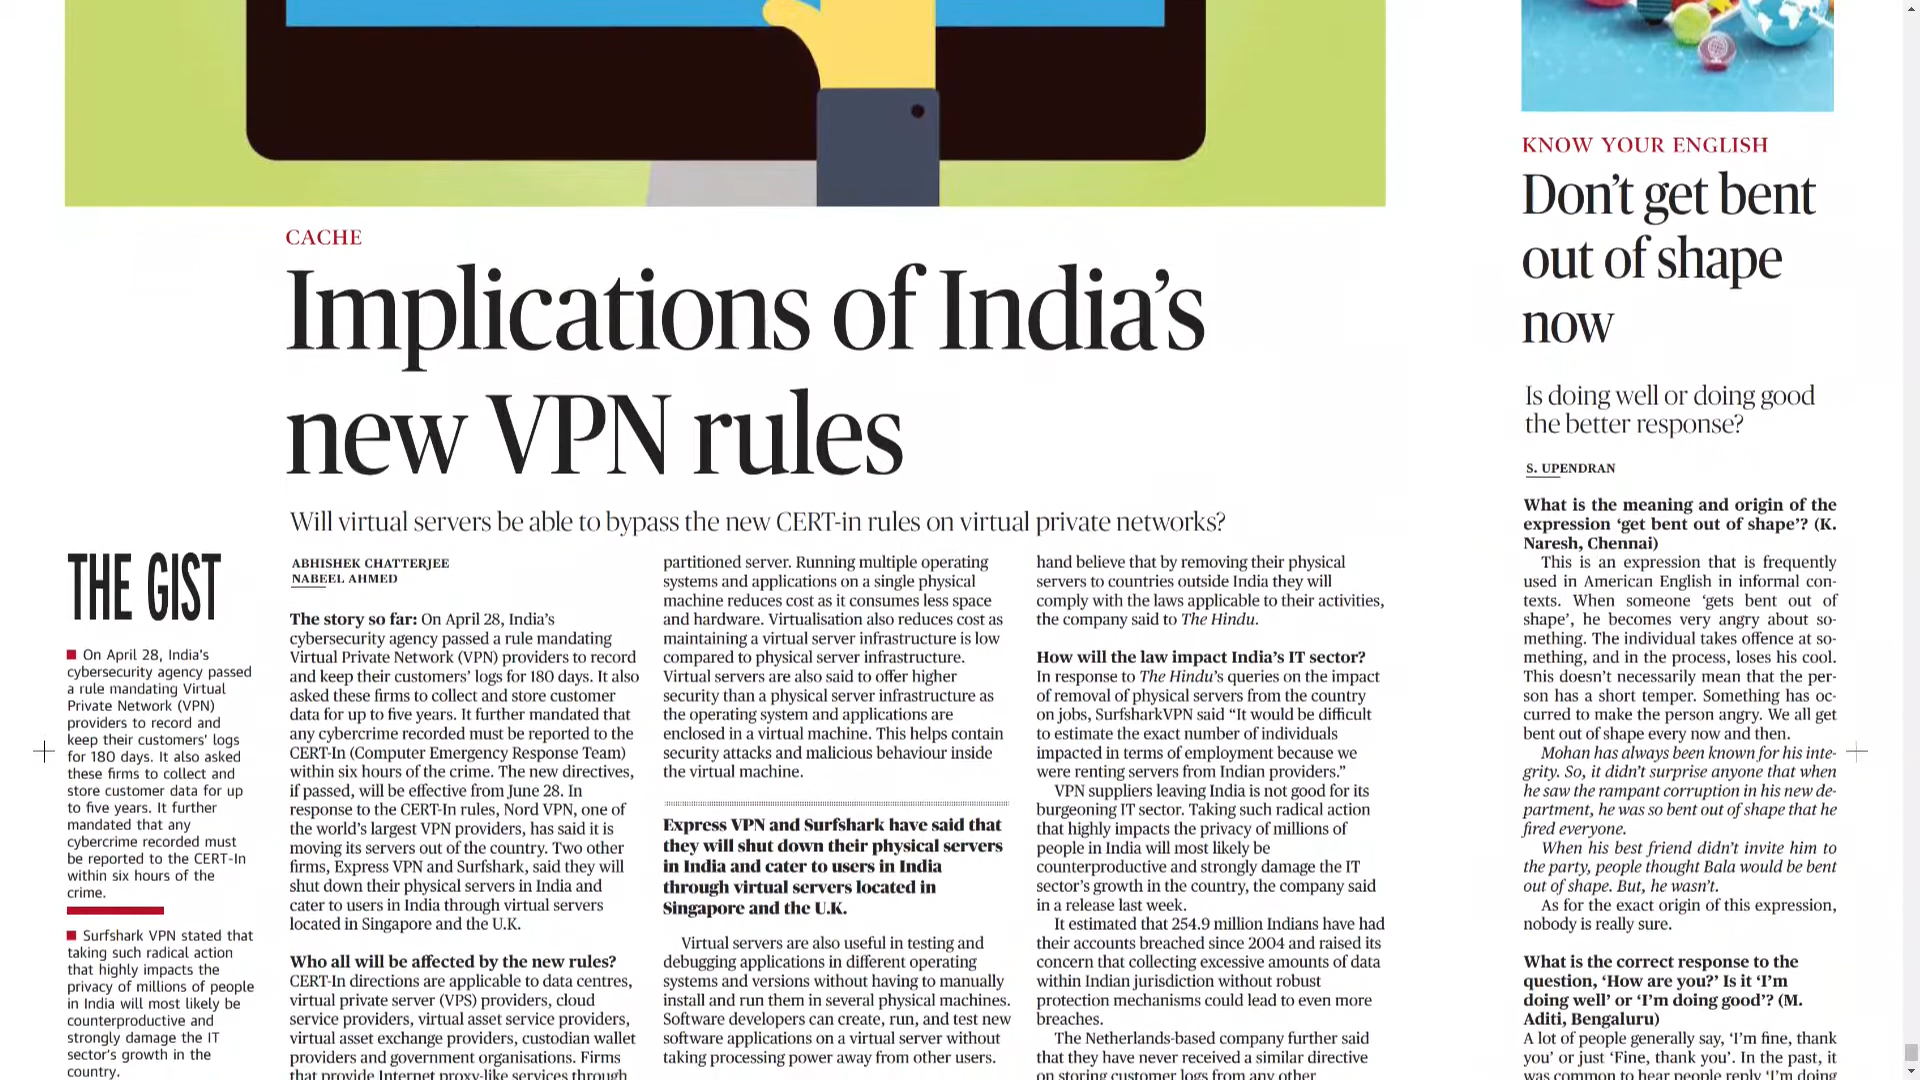 CACHE
Implications of India’s
new VPN rules
Will virtual servers be able to bypass the new CERT-in rules on virtual private networks?
THE GIST
On April 28, India’s
cybersecurity agency passed
a rule mandating Virtual
Private Network (VPN)
providers to record and
keep their customers’ logs
for 180 days. It also asked
these firms to collect and
store customer data for up
to five years. It further
mandated that any
cybercrime recorded must
be reported to the CERT-In
within six hours of the
crime.
Surfshark VPN stated that
taking such radical action
that highly impacts the
privacy of millions of people
in India will most likely be
counterproductive and
strongly damage the IT
sector’s growth in the
country.
ABHISHEK CHATTERJEE
NABEEL AHMED
The story so far: On April 28, India’s
cybersecurity agency passed a rule mandating
Virtual Private Network (VPN) providers to record
and keep their customers’ logs for 180 days. It also
asked these firms to collect and store customer
data for up to five years. It further mandated that
any cybercrime recorded must be reported to the
CERT-In (Computer Emergency Response Team)
within six hours of the crime. The new directives,
if passed, will be effective from June 28. In
response to the CERT-In rules, Nord VPN, one of
the world’s largest VPN providers, has said it is
moving its servers out of the country. Two other
firms, Express VPN and Surfshark, said they will
shut down their physical servers in India and
cater to users in India through virtual servers
located in Singapore and the U.K.
Who all will be affected by the new rules?
CERT-In directions are applicable to data centres,
virtual private server (VPS) providers, cloud
service providers, virtual asset service providers,
virtual asset exchange providers, custodian wallet
providers and government organisations. Firms
that provide Internet proxy-like services through
partitioned server. Running multiple operating
systems and applications on a single physical
machine reduces cost as it consumes less space
and hardware. Virtualisation also reduces cost as
maintaining a virtual server infrastructure is low
compared to physical server infrastructure.
Virtual servers are also said to offer higher
security than a physical server infrastructure as
the operating system and applications are
enclosed in a virtual machine. This helps contain
security attacks and malicious behaviour inside
the virtual machine.
Express VPN and Surfshark have said that
they will shut down their physical servers
in India and cater to users in India
through virtual servers located in
Singapore and the U.K.
Virtual servers are also useful in testing and
debugging applications in different operating
systems and versions without having to manually
install and run them in several physical machines.
Software developers can create, run, and test new
software applications on a virtual server without
taking processing power away from other users.
hand believe that by removing their physical
servers to countries outside India they will
comply with the laws applicable to their activities,
the company said to The Hindu.
How will the law impact India’s IT sector?
In response to The Hindu’s queries on the impact
of removal of physical servers from the country
on jobs, SurfsharkVPN said “It would be difficult
to estimate the exact number of individuals
impacted in terms of employment because we
were renting servers from Indian providers.”
VPN suppliers leaving India is not good for its
burgeoning IT sector. Taking such radical action
that highly impacts the privacy of millions of
people in India will most likely be
counterproductive and strongly damage the IT
sector’s growth in the country, the company said
in a release last week.
It estimated that 254.9 million Indians have had
their accounts breached since 2004 and raised its
concern that collecting excessive amounts of data
within Indian jurisdiction without robust
protection mechanisms could lead to even more
breaches.
The Netherlands-based company further said
that they have never received a similar directive
on storing customer logs from any other
KNOW YOUR ENGLISH
Don’t get bent
out of shape
now
Is doing well or doing good
the better response?
S. UPENDRAN
What is the meaning and origin of the
expression ‘get bent out of shape’? (K.
Naresh, Chennai)
This is an expression that is frequently
used in American English in informal con-
texts. When someone ‘gets bent out of
shape’, he becomes very angry about so-
mething. The individual takes offence at so-
mething, and in the process, loses his cool.
This doesn’t necessarily mean that the per-
son has a short temper. Something has oc-
curred to make the person angry. We all get
bent out of shape every now and then.
Mohan has always been known for his inte-
grity. So, it didn’t surprise anyone that when
he saw the rampant corruption in his new de-
partment, he was so bent out of shape that he
fired everyone.
When his best friend didn’t invite him to
the party, people thought Bala would be bent
out of shape. But, he wasn’t.
As for the exact origin of this expression,
nobody is really sure.
What is the correct response to the
question, ‘How are you?’ Is it ‘I’m
doing well’ or ‘I’m doing good’? (M.
Aditi, Bengaluru)
A lot of people generally say, ‘I’m fine, thank
you’ or just ‘Fine, thank you’. In the past, it
was common to hear people reply ‘I’m doing